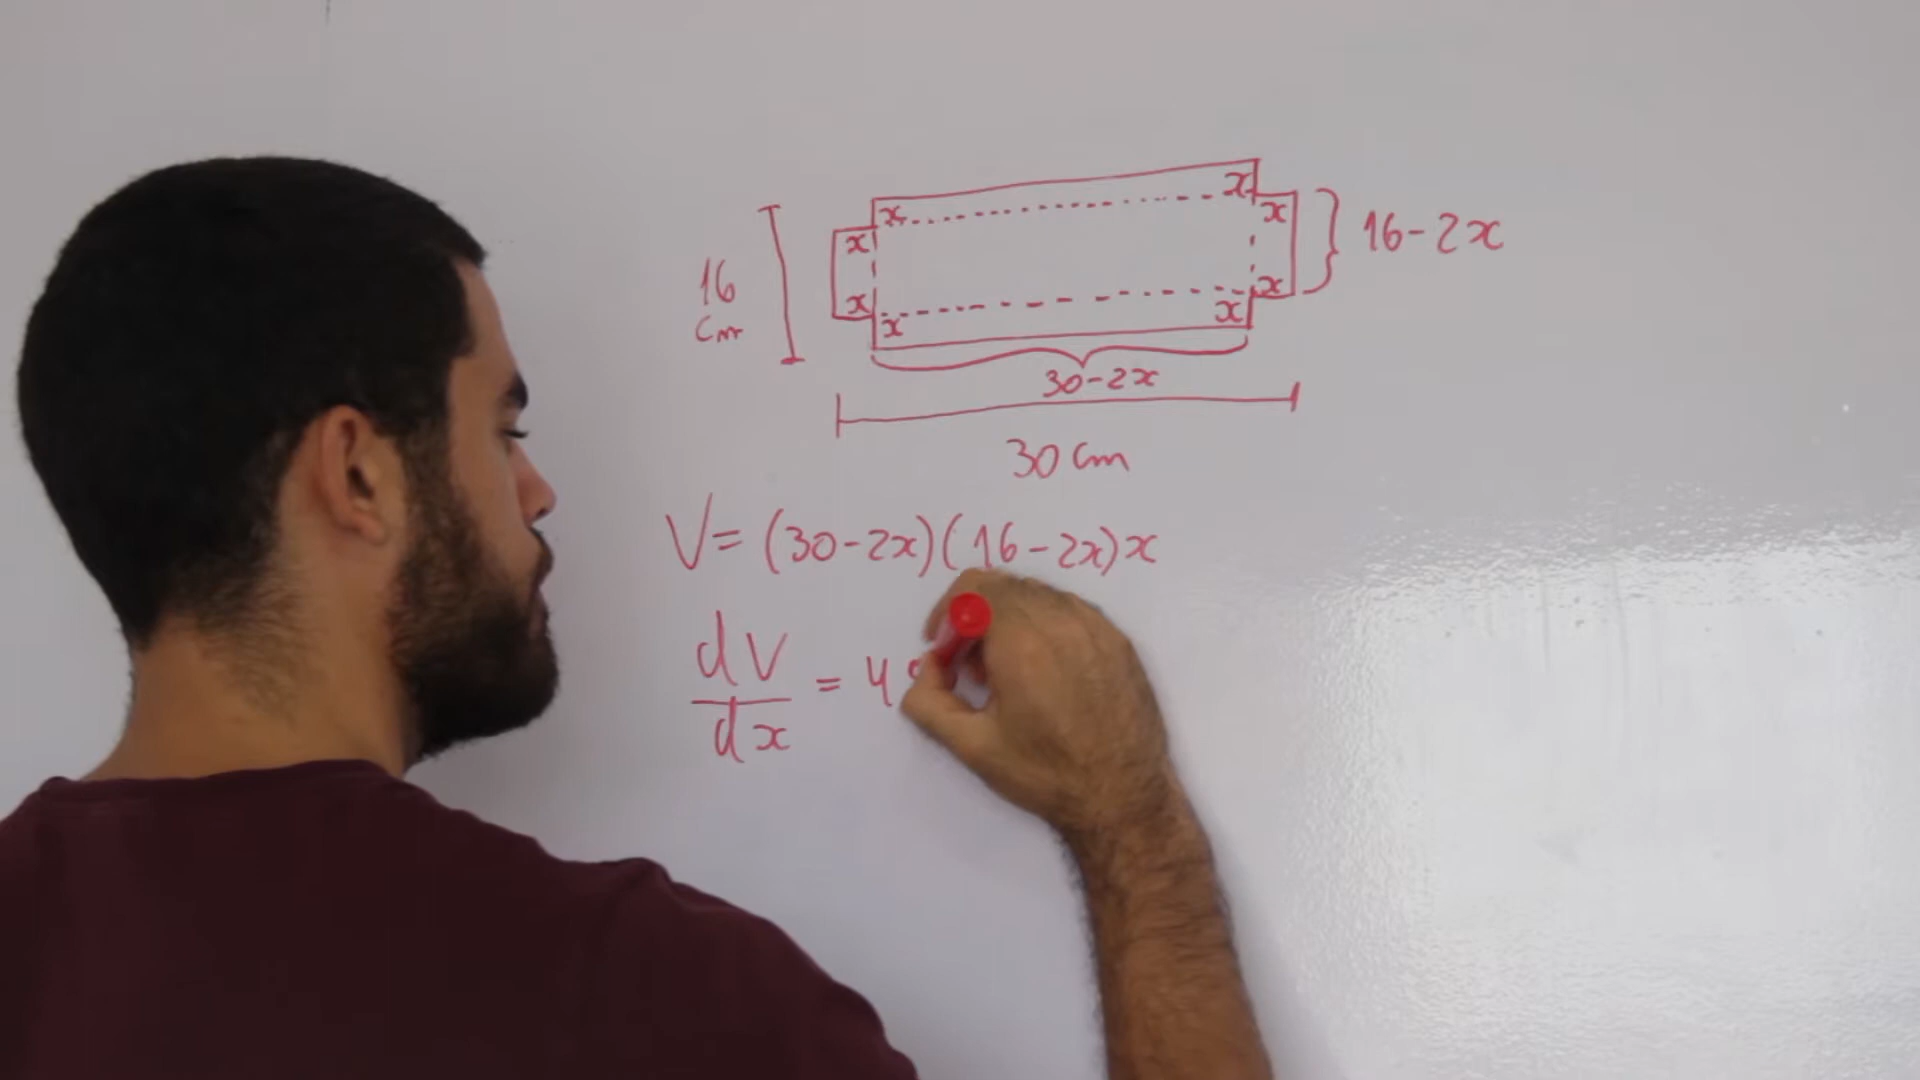 x x
x x
16 - 2x
16
cm
x x
x x
30 - 2x
30 cm
V = (30 - 2x)(16 - 2x)x
dV
= 4
dx